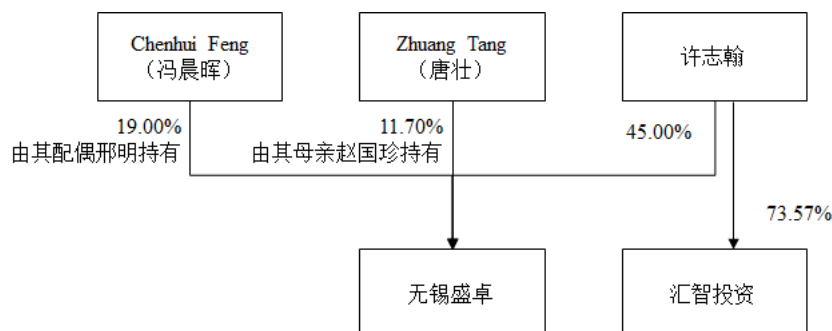 Chenhui Feng
（冯晨晖）
Zhuang Tang
（唐壮）
许志翰
19.00%
由其配偶邢明持有
11.70%
由其母亲赵国珍持有
45.00%
73.57%
无锡盛卓
汇智投资